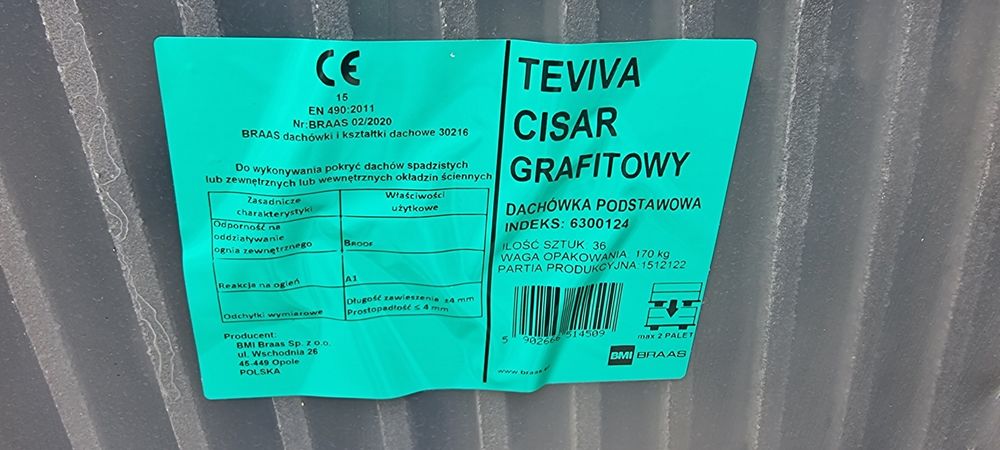 CE
15
EN 490:2011
Nr:BRAAS 02/2020
BRAAS dachówki i kształtki dachowe 30216
Do wykonywania pokryć dachów spadzistych
lub zewnętrznych lub wewnętrznych okładzin ściennych
Zasadnicze charakterystyki
Właściwości użytkowe
Odporność na
oddziaływanie
ognia zewnętrznego
BROOF
Reakcja na ogień
A1
Odchyłki wymiarowe
Długość zawieszenia ±4 mm
Prostopadłość ≤ 4 mm
Producent:
BMI Braas Sp. z o.o.
ul. Wschodnia 26
45-449 Opole
POLSKA
TEVIVA
CISAR
GRAFITOWY
DACHÓWKA PODSTAWOWA
INDEKS: 6300124
ILOŚĆ SZTUK 36
WAGA OPAKOWANIA 170 kg
PARTIA PRODUKCYJNA 1512122
5 902666 514509
max 2 PALET
BMI BRAAS